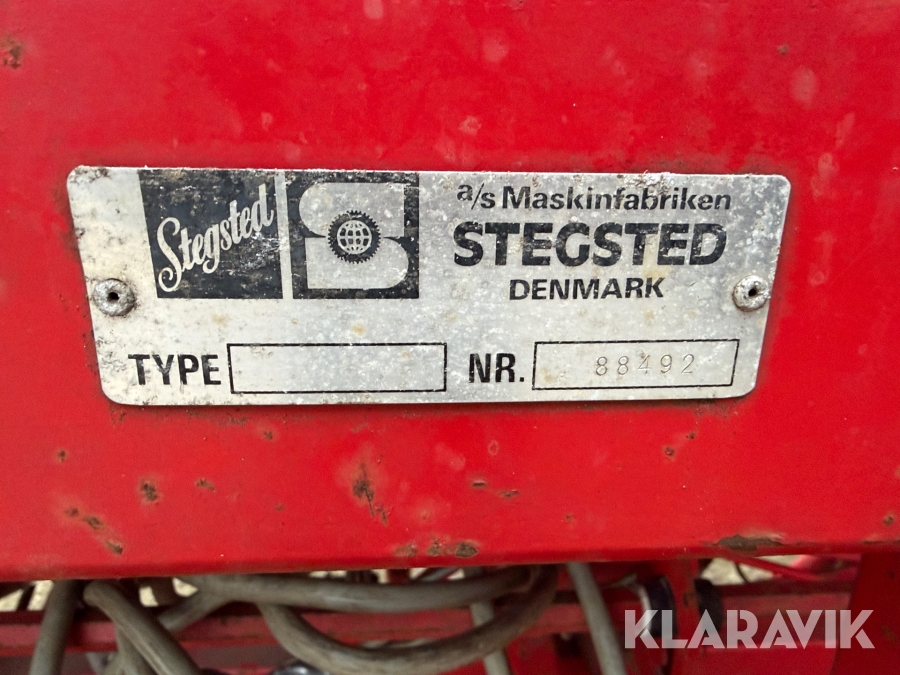 Stegsted
a/s Maskinfabriken
STEGSTED
DENMARK
TYPE
NR. 88492
KLARAVIK